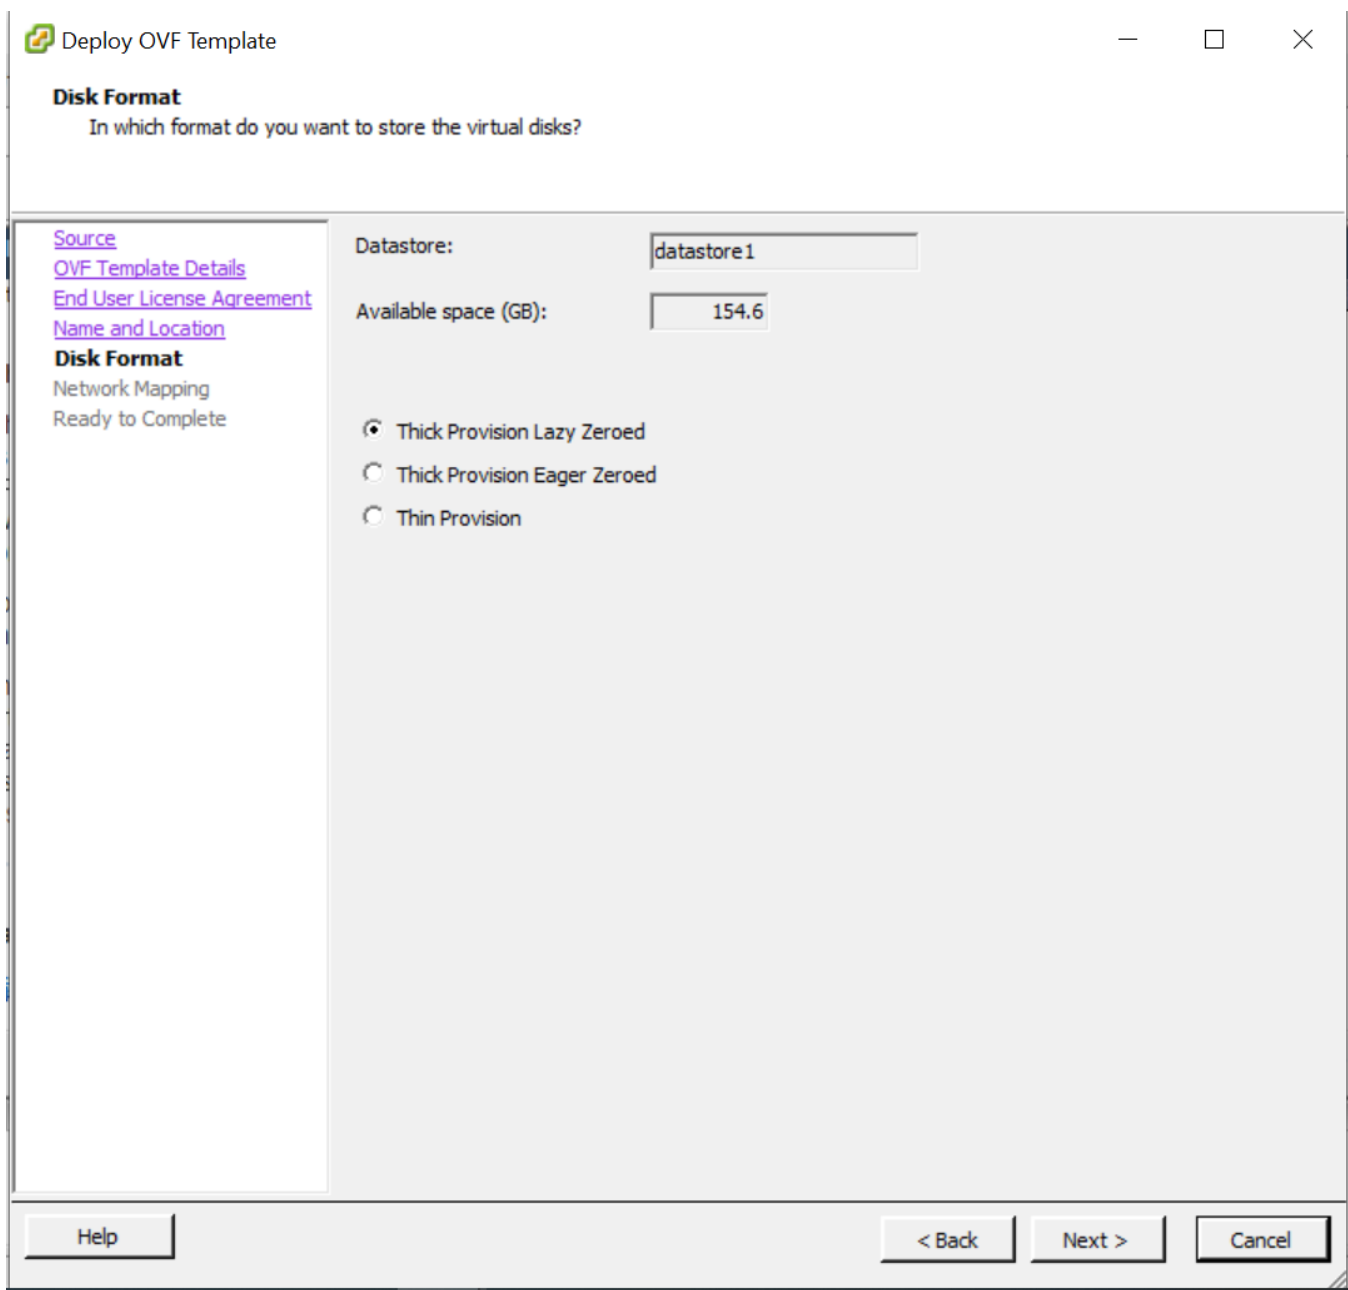 Deploy OVF Template
Disk Format
In which format do you want to store the virtual disks?
Source
OVF Template Details
End User License Agreement
Name and Location
Disk Format
Network Mapping
Ready to Complete
Datastore: datastore1
Available space (GB): 154.6
Thick Provision Lazy Zeroed
Thick Provision Eager Zeroed
Thin Provision
Help
< Back
Next >
Cancel